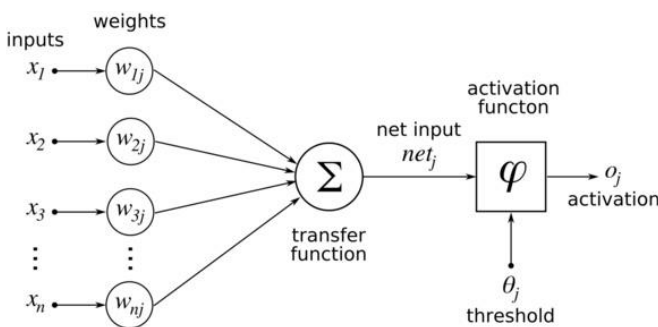 weights
inputs
x₁ w₁ⱼ
x₂ w₂ⱼ
x₃ w₃ⱼ
⋮ ⋮
xₙ wₙⱼ
Σ
transfer
function
net input
netⱼ
activation
functon
φ
oⱼ
activation
θⱼ
threshold